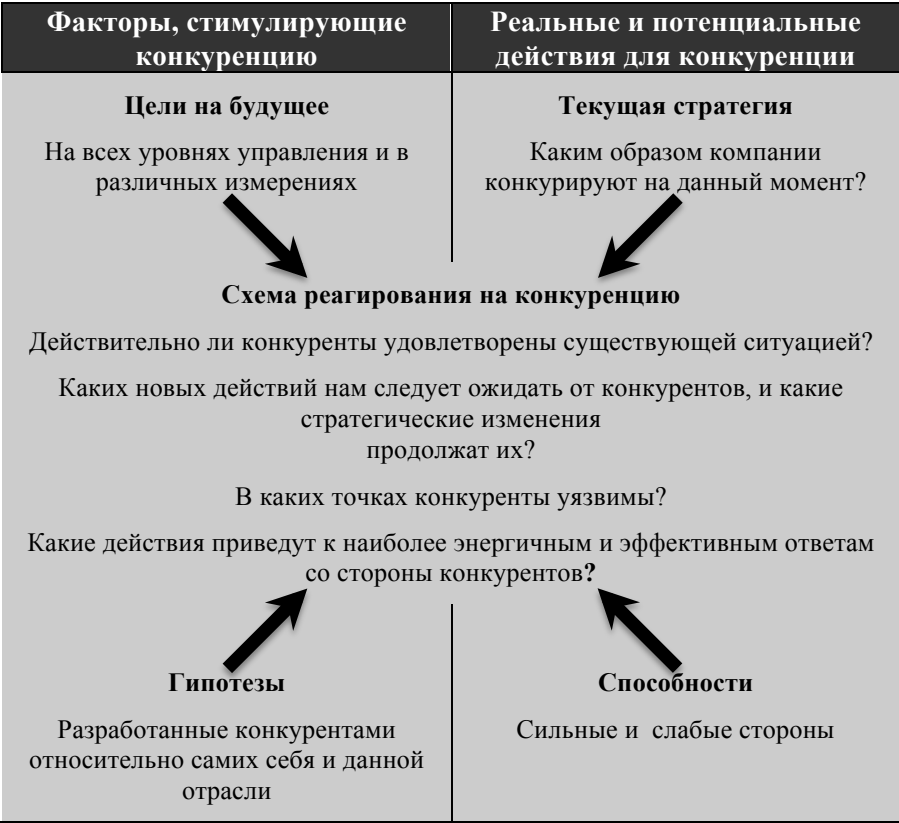 Факторы, стимулирующие
конкуренцию
Реальные и потенциальные
действия для конкуренции
Цели на будущее
На всех уровнях управления и в
различных измерениях
Текущая стратегия
Каким образом компании
конкурируют на данный момент?
Схема реагирования на конкуренцию
Действительно ли конкуренты удовлетворены существующей ситуацией?
Каких новых действий нам следует ожидать от конкурентов, и какие
стратегические изменения
продолжат их?
В каких точках конкуренты уязвимы?
Какие действия приведут к наиболее энергичным и эффективным ответам
со стороны конкурентов?
Гипотезы
Разработанные конкурентами
относительно самих себя и данной
отрасли
Способности
Сильные и слабые стороны